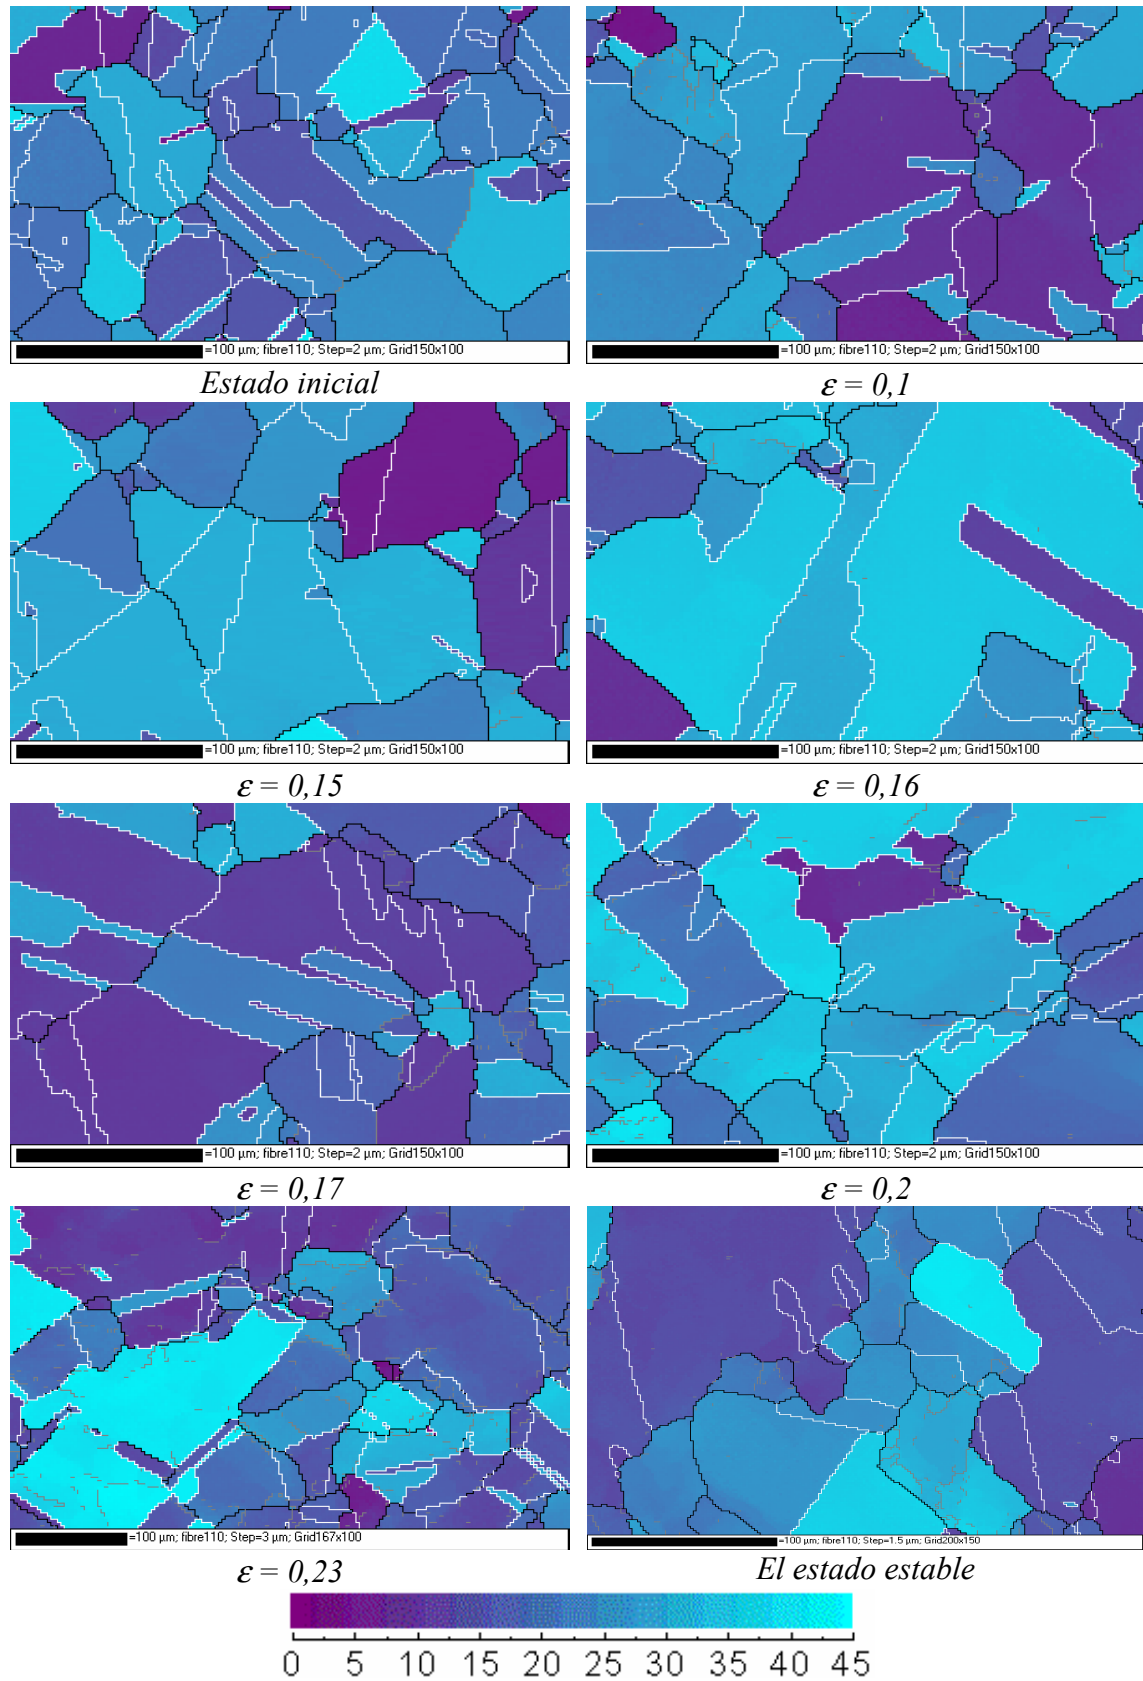 =100 µm; fibre110; Step=2 µm; Grid150x100
=100 µm; fibre110; Step=2 µm; Grid150x100
Estado inicial
ε = 0,1
=100 µm; fibre110; Step=2 µm; Grid150x100
=100 µm; fibre110; Step=2 µm; Grid150x100
ε = 0,15
ε = 0,16
=100 µm; fibre110; Step=2 µm; Grid150x100
=100 µm; fibre110; Step=2 µm; Grid150x100
ε = 0,17
ε = 0,2
=100 µm; fibre110; Step=3 µm; Grid167x100
=100 µm; fibre110; Step=1.5 µm; Grid200x150
ε = 0,23
El estado estable
0 5 10 15 20 25 30 35 40 45